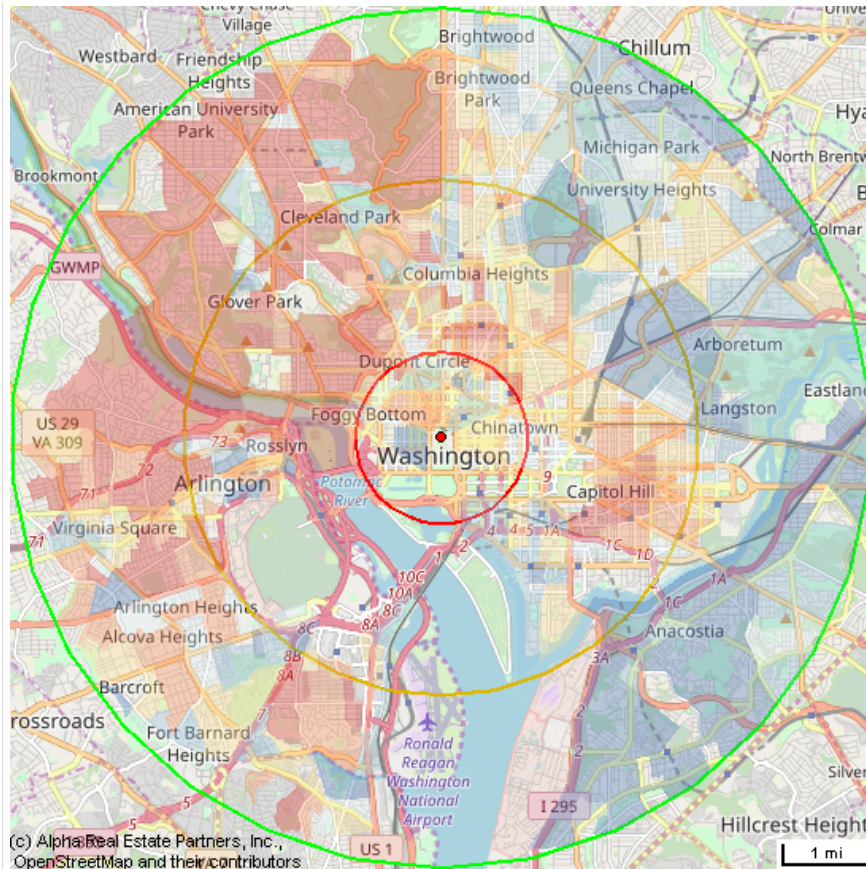 Chevy Chase
Village
Brightwood
Westbard
Friendship
Heights
Chillum
Brightwood
Park
Queens Chapel
American University
Park
Hya
Michigan Park
North Brentw
Brookmont
University Heights
B
Cleveland Park
Colmar
GWMP
Columbia Heights
Glover Park
Arboretum
Dupont Circle
Eastland
US 29
VA 309
Foggy Bottom
Chinatown
Langston
73
Rosslyn
Washington
72
71
Arlington
Potomac
River
9
Capitol Hill
Virginia Square
71
1
2
4
4
5
1A
1C
1D
10C
10A
8C
8A
2
1C
1A
Arlington Heights
8C
Alcova Heights
Anacostia
8B
8A
3A
Barcroft
rossroads
7
2
Fort Barnard
Heights
Ronald
Reagan
Washington
National
Airport
2
Silver
5
I 295
Hillcrest Height
(c) Alpha Real Estate Partners, Inc.,
OpenStreetMap and their contributors
US 1
1 mi